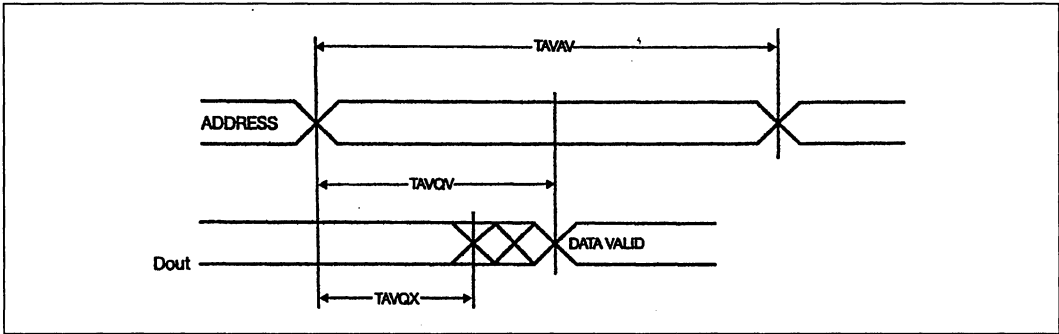 TAVAV
ADDRESS
TAVQV
DATA VALID
Dout
TAVQX